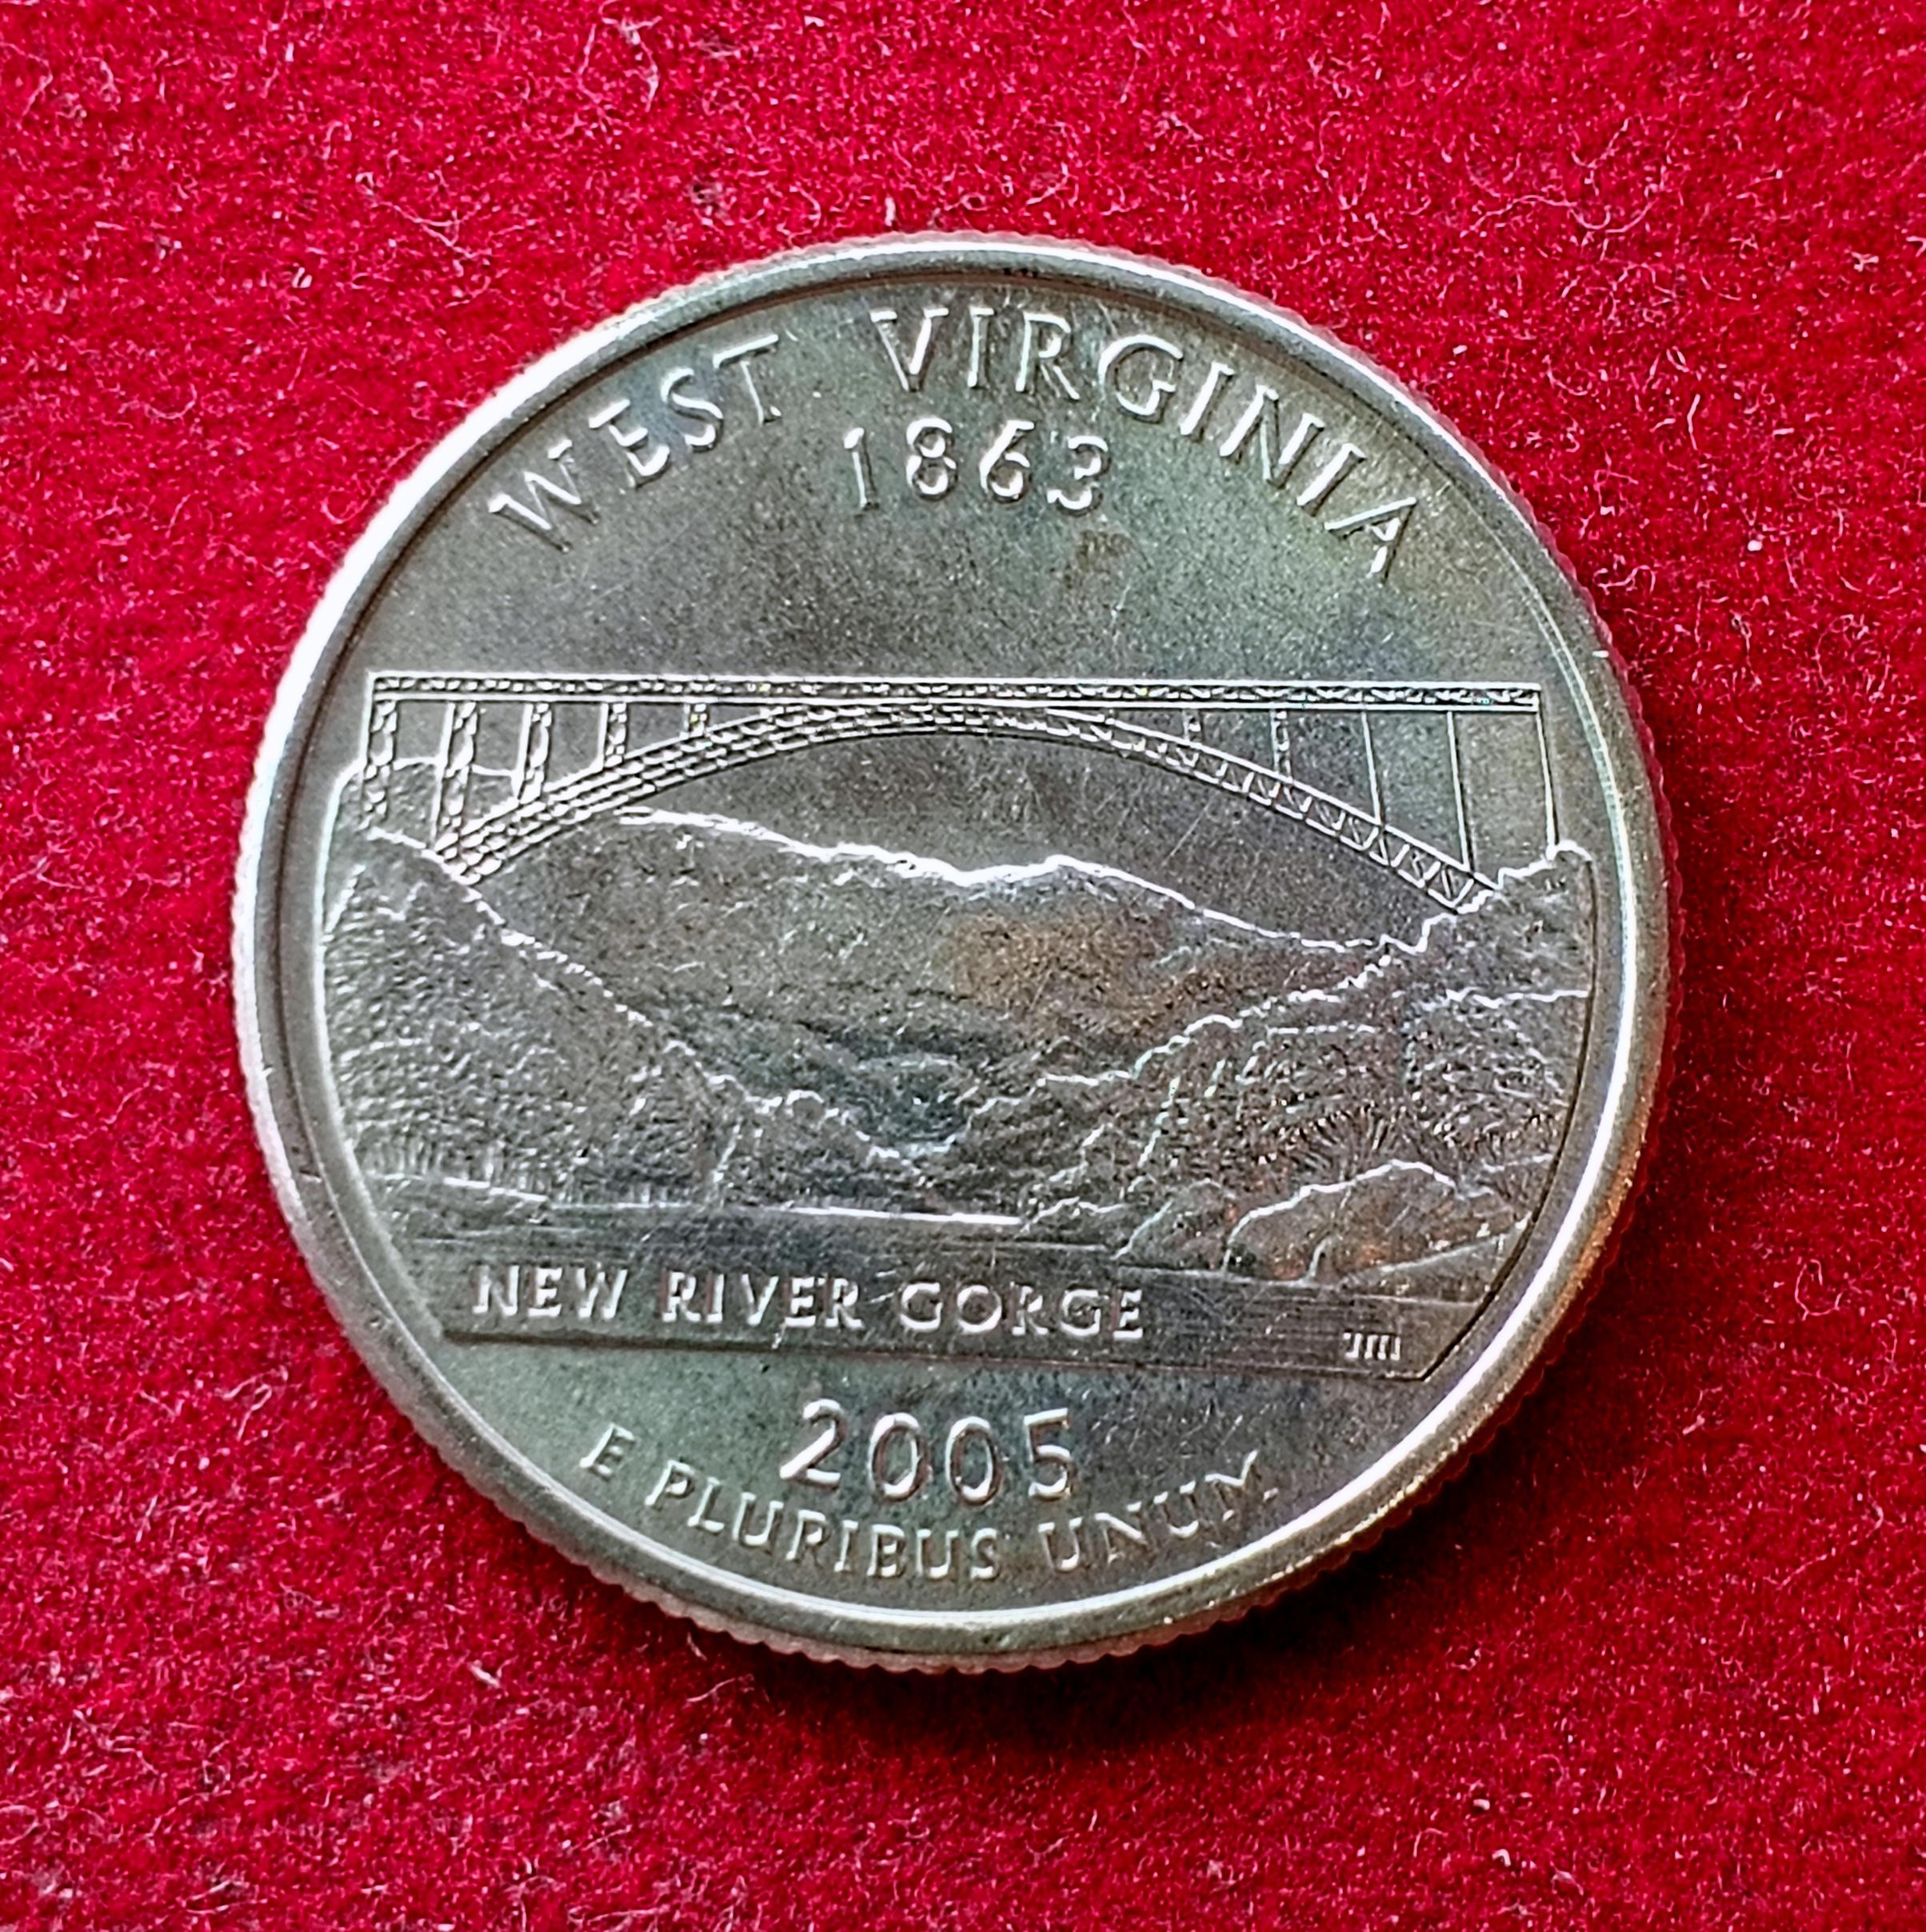 WEST VIRGINIA
1863
NEW RIVER GORGE
2005
E PLURIBUS UNUM